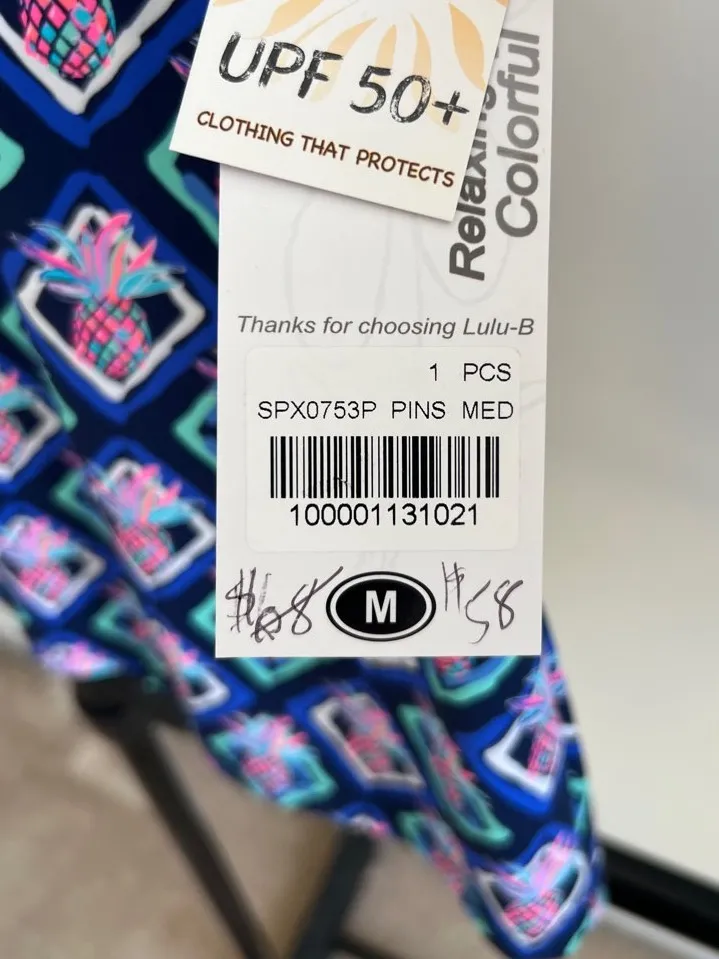 UPF 50+
CLOTHING THAT PROTECTS
Relaxing
Colorful
Thanks for choosing Lulu-B
1 PCS
SPX0753P PINS MED
100001131021
$68 M $58